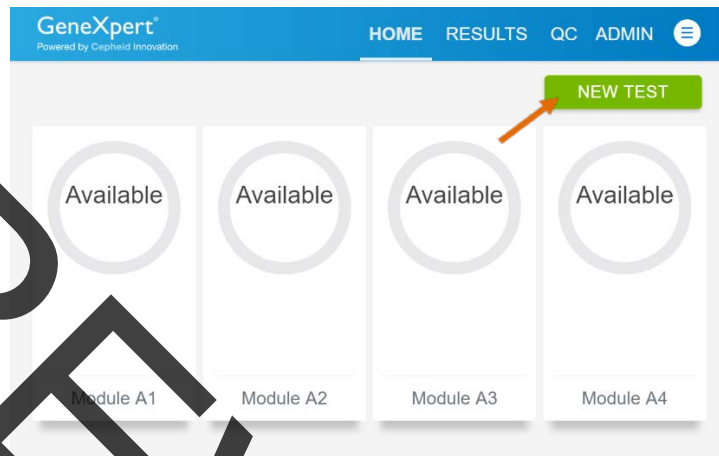 GeneXpert®
Powered by Cepheid Innovation
HOME RESULTS QC ADMIN
NEW TEST
Available Available Available Available
Module A1 Module A2 Module A3 Module A4